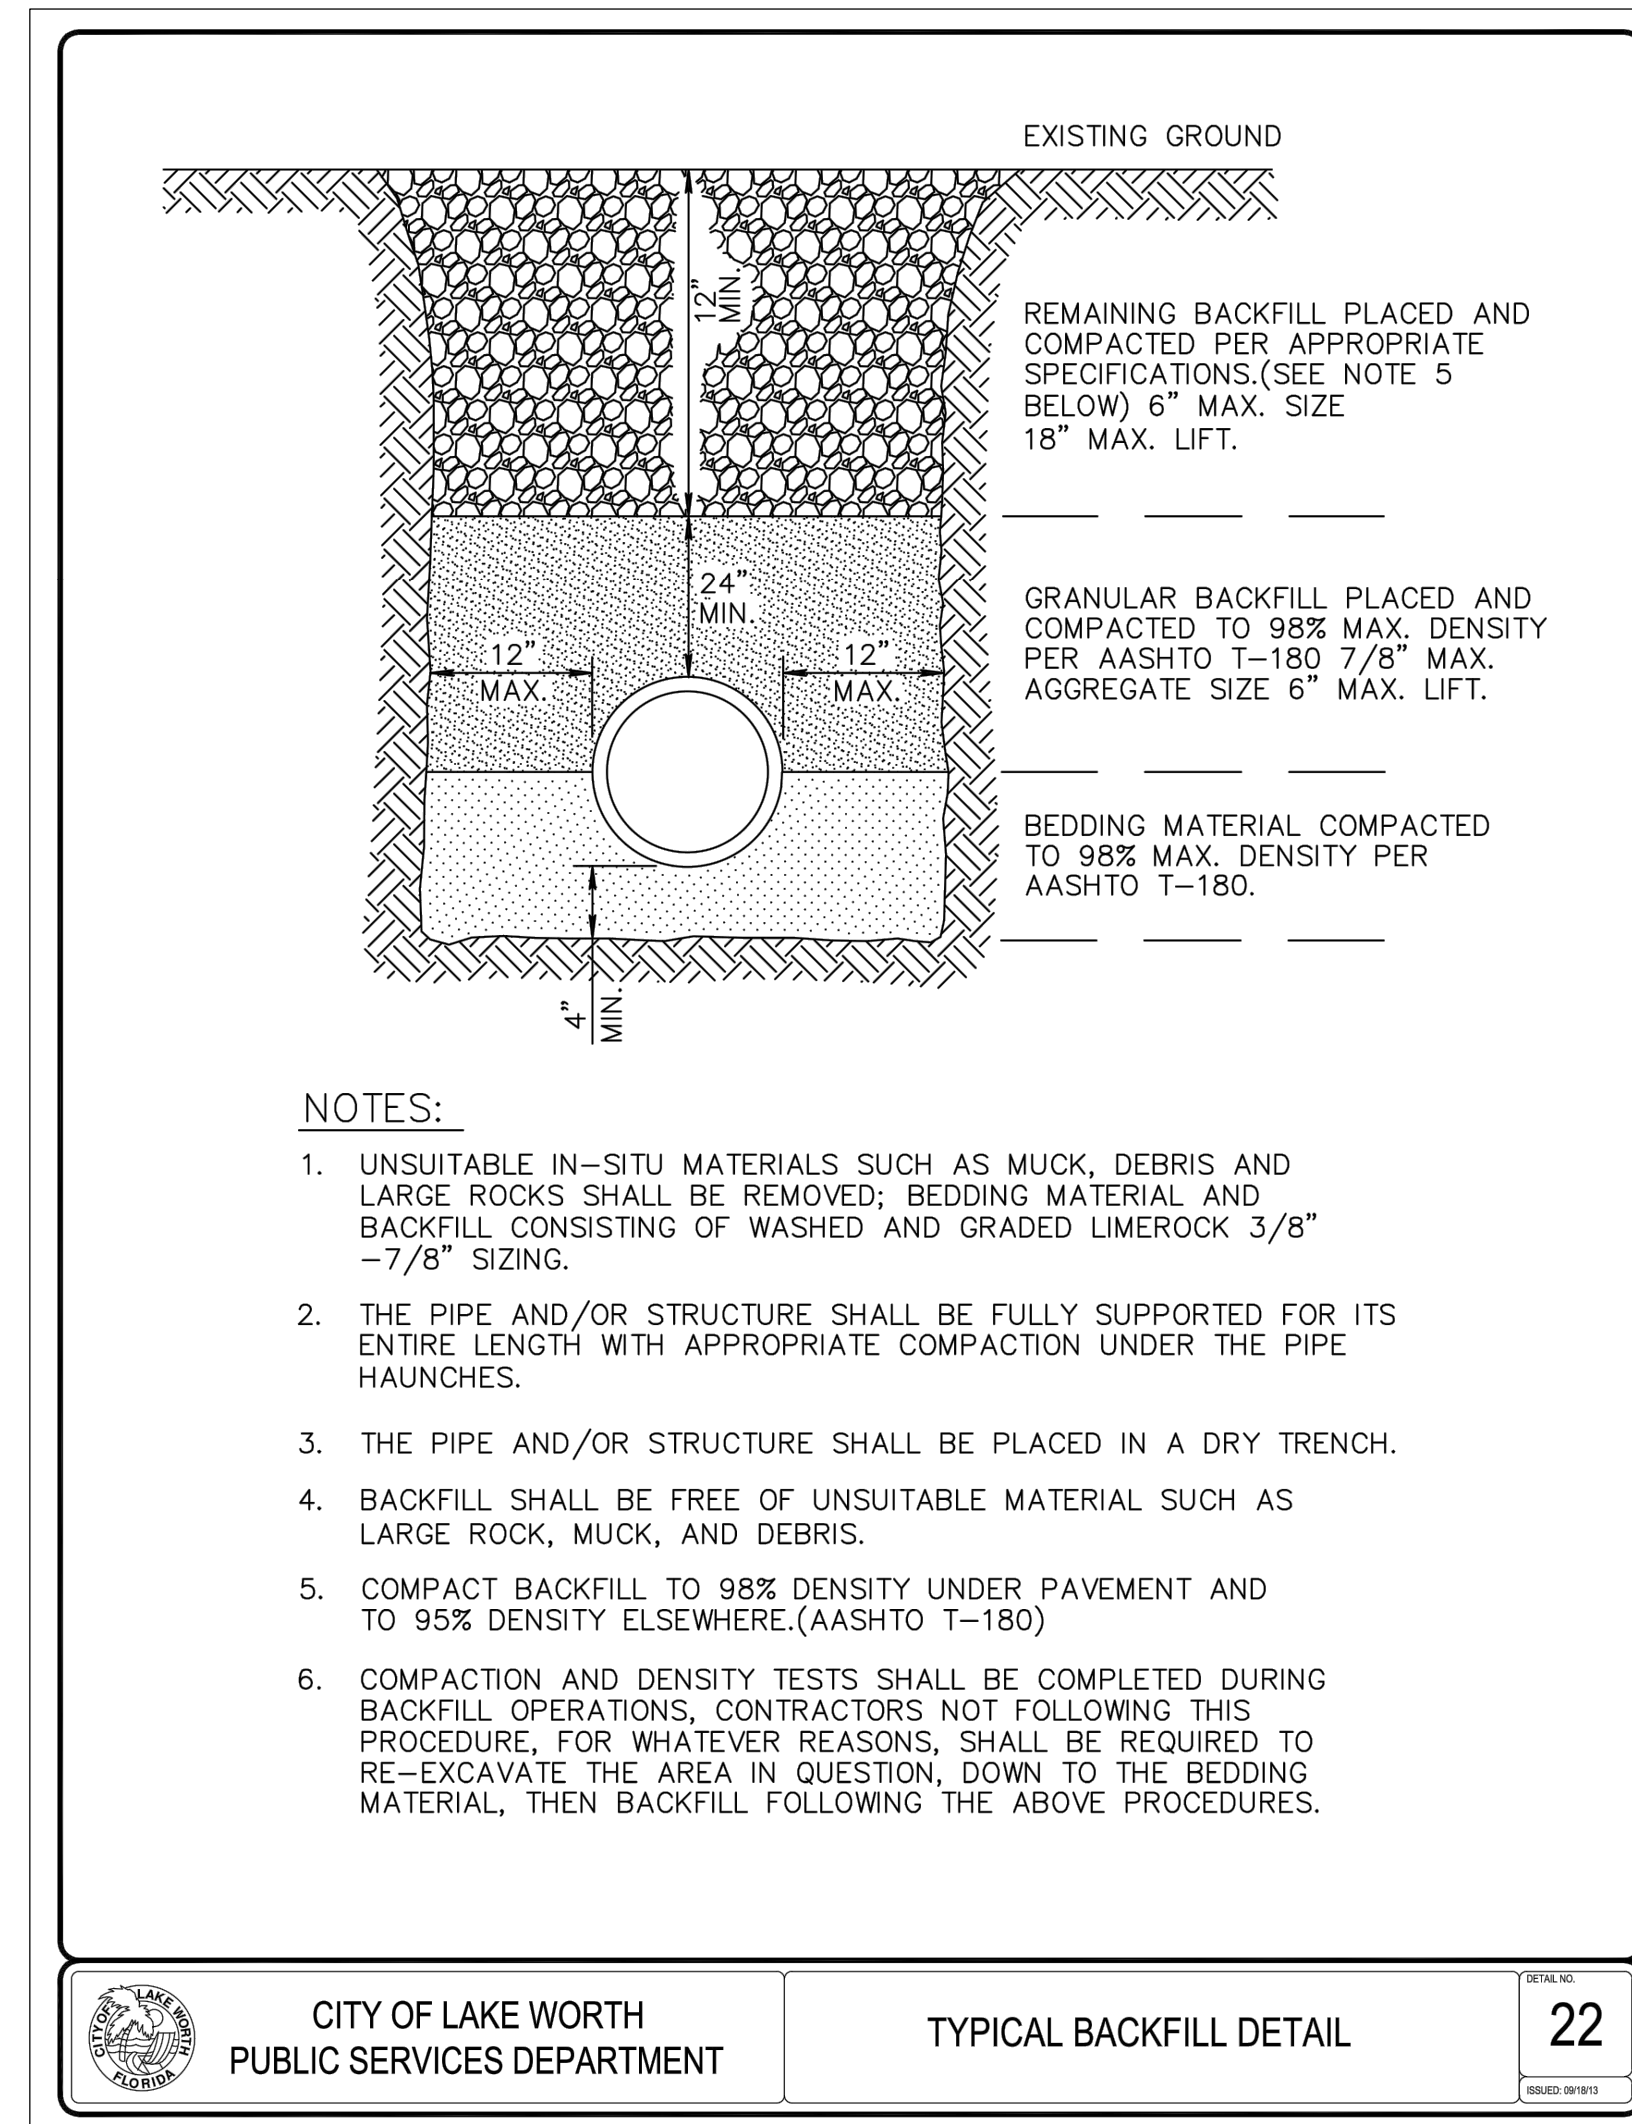 EXISTING GROUND
12”
MIN.
REMAINING BACKFILL PLACED AND
COMPACTED PER APPROPRIATE
SPECIFICATIONS.(SEE NOTE 5
BELOW) 6” MAX. SIZE
18” MAX. LIFT.
24”
MIN.
12”
MAX.
12”
MAX.
GRANULAR BACKFILL PLACED AND
COMPACTED TO 98% MAX. DENSITY
PER AASHTO T–180 7/8” MAX.
AGGREGATE SIZE 6” MAX. LIFT.
BEDDING MATERIAL COMPACTED
TO 98% MAX. DENSITY PER
AASHTO T–180.
4”
MIN.
NOTES:
1. UNSUITABLE IN–SITU MATERIALS SUCH AS MUCK, DEBRIS AND
LARGE ROCKS SHALL BE REMOVED; BEDDING MATERIAL AND
BACKFILL CONSISTING OF WASHED AND GRADED LIMEROCK 3/8”
–7/8” SIZING.
2. THE PIPE AND/OR STRUCTURE SHALL BE FULLY SUPPORTED FOR ITS
ENTIRE LENGTH WITH APPROPRIATE COMPACTION UNDER THE PIPE
HAUNCHES.
3. THE PIPE AND/OR STRUCTURE SHALL BE PLACED IN A DRY TRENCH.
4. BACKFILL SHALL BE FREE OF UNSUITABLE MATERIAL SUCH AS
LARGE ROCK, MUCK, AND DEBRIS.
5. COMPACT BACKFILL TO 98% DENSITY UNDER PAVEMENT AND
TO 95% DENSITY ELSEWHERE.(AASHTO T–180)
6. COMPACTION AND DENSITY TESTS SHALL BE COMPLETED DURING
BACKFILL OPERATIONS, CONTRACTORS NOT FOLLOWING THIS
PROCEDURE, FOR WHATEVER REASONS, SHALL BE REQUIRED TO
RE–EXCAVATE THE AREA IN QUESTION, DOWN TO THE BEDDING
MATERIAL, THEN BACKFILL FOLLOWING THE ABOVE PROCEDURES.
CITY OF LAKE WORTH
FLORIDA
CITY OF LAKE WORTH
PUBLIC SERVICES DEPARTMENT
TYPICAL BACKFILL DETAIL
DETAIL NO.
22
ISSUED: 09/18/13